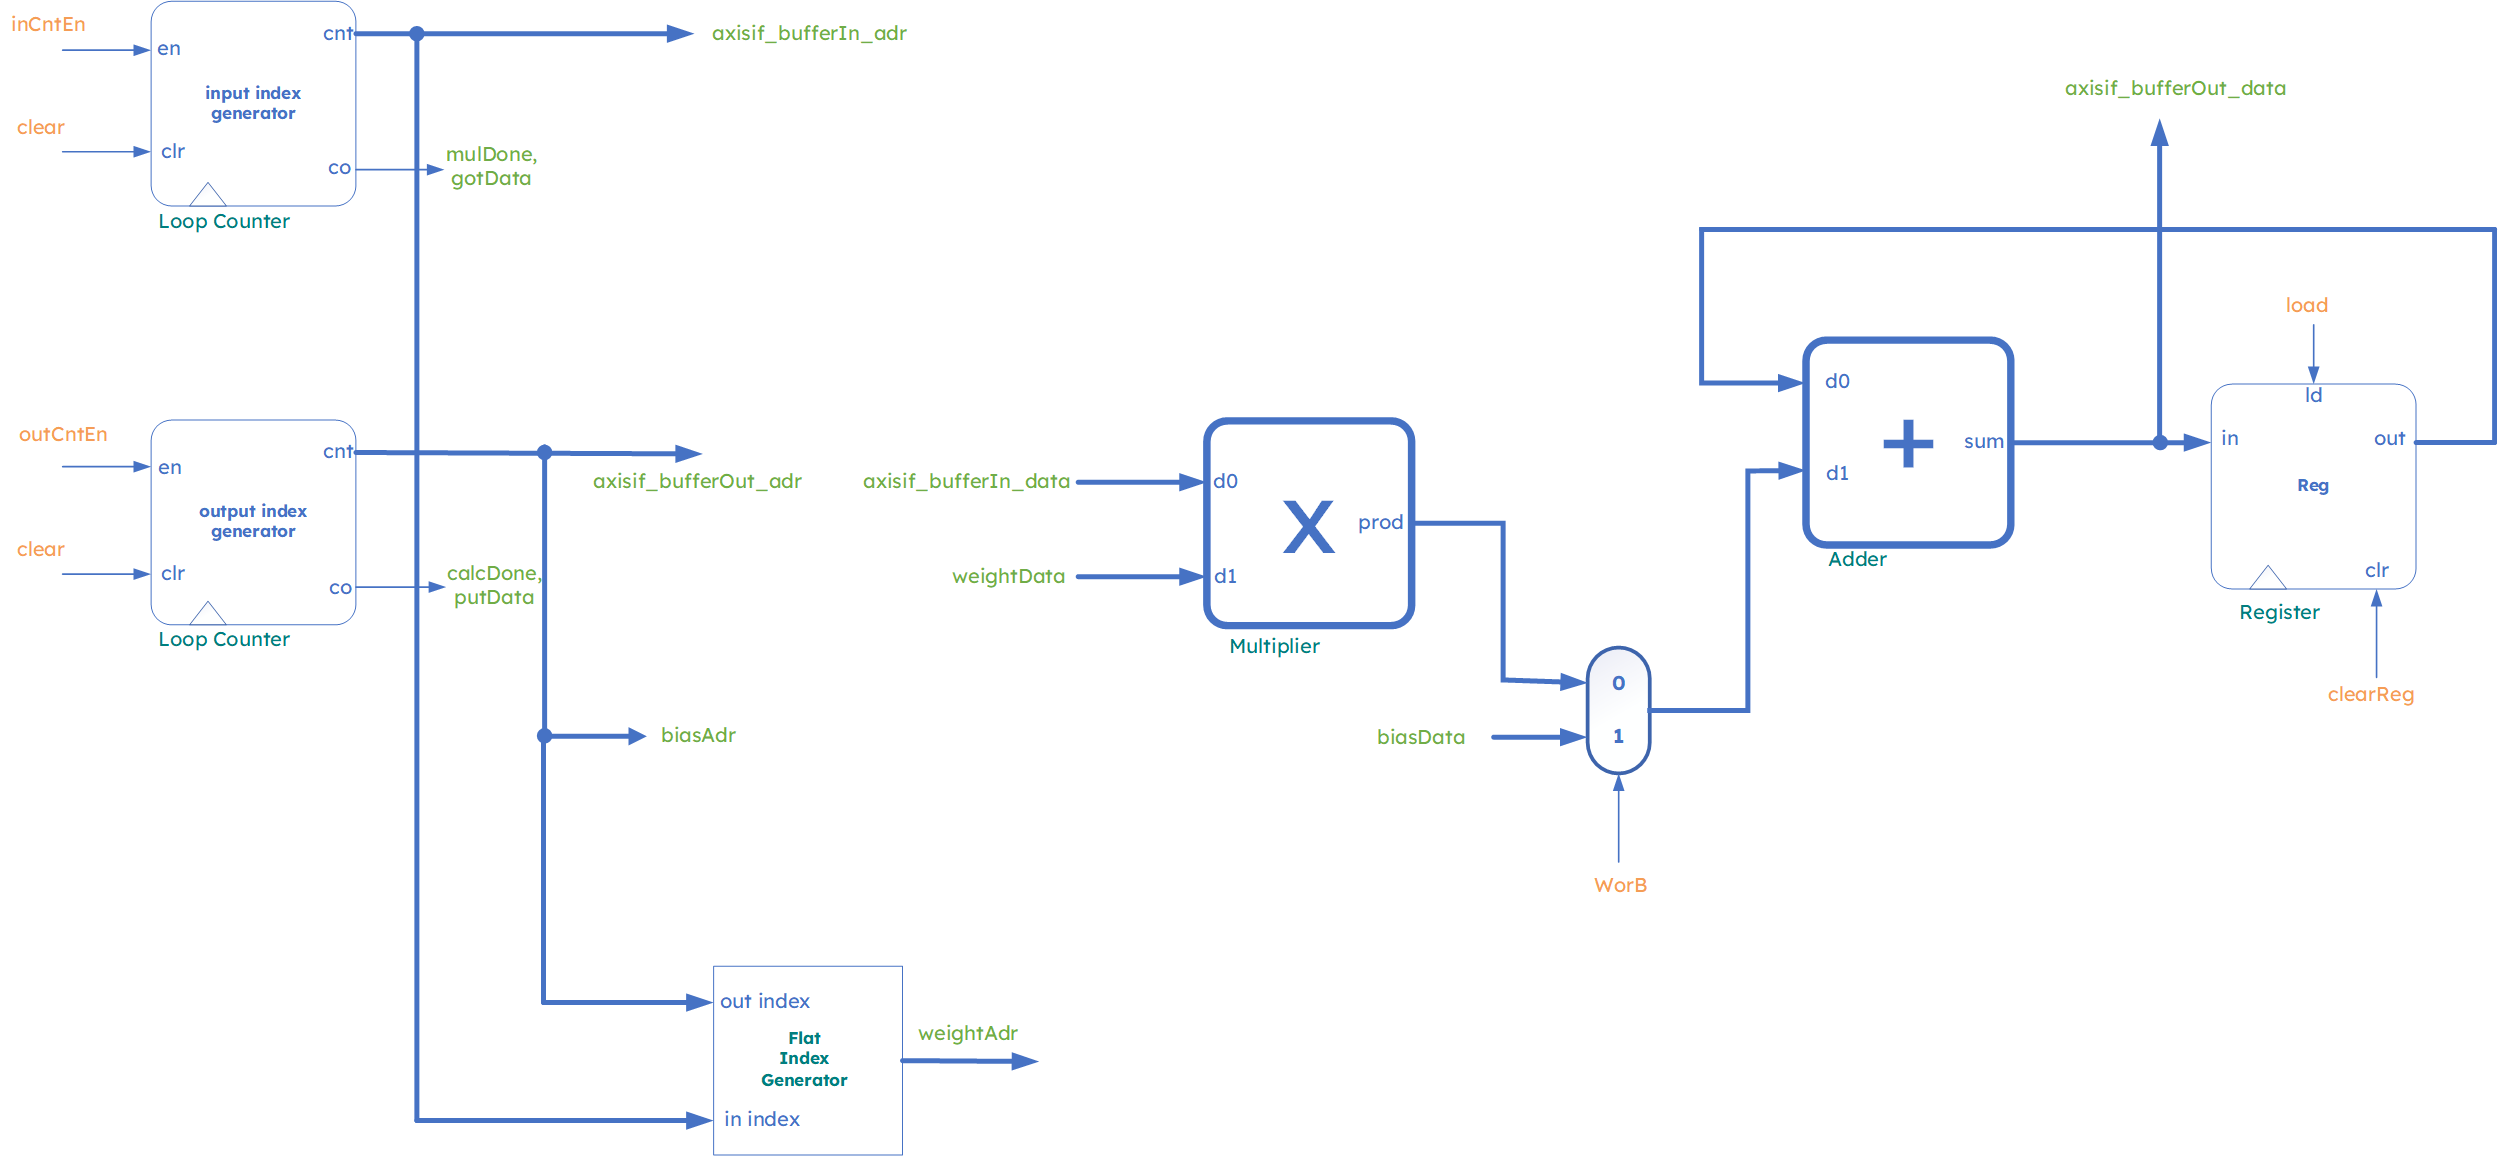 inCntEn
en
cnt
axisif_bufferIn_adr
input index
generator
clear
clr
co
mulDone,
gotData
Loop Counter
outCntEn
en
cnt
axisif_bufferOut_adr
output index
generator
clear
clr
co
calcDone,
putData
Loop Counter
biasAdr
out index
Flat
Index
Generator
in index
weightAdr
axisif_bufferIn_data
d0
X
prod
weightData
d1
Multiplier
0
biasData
1
WorB
d0
+
sum
d1
Adder
axisif_bufferOut_data
load
ld
in
out
Reg
clr
Register
clearReg